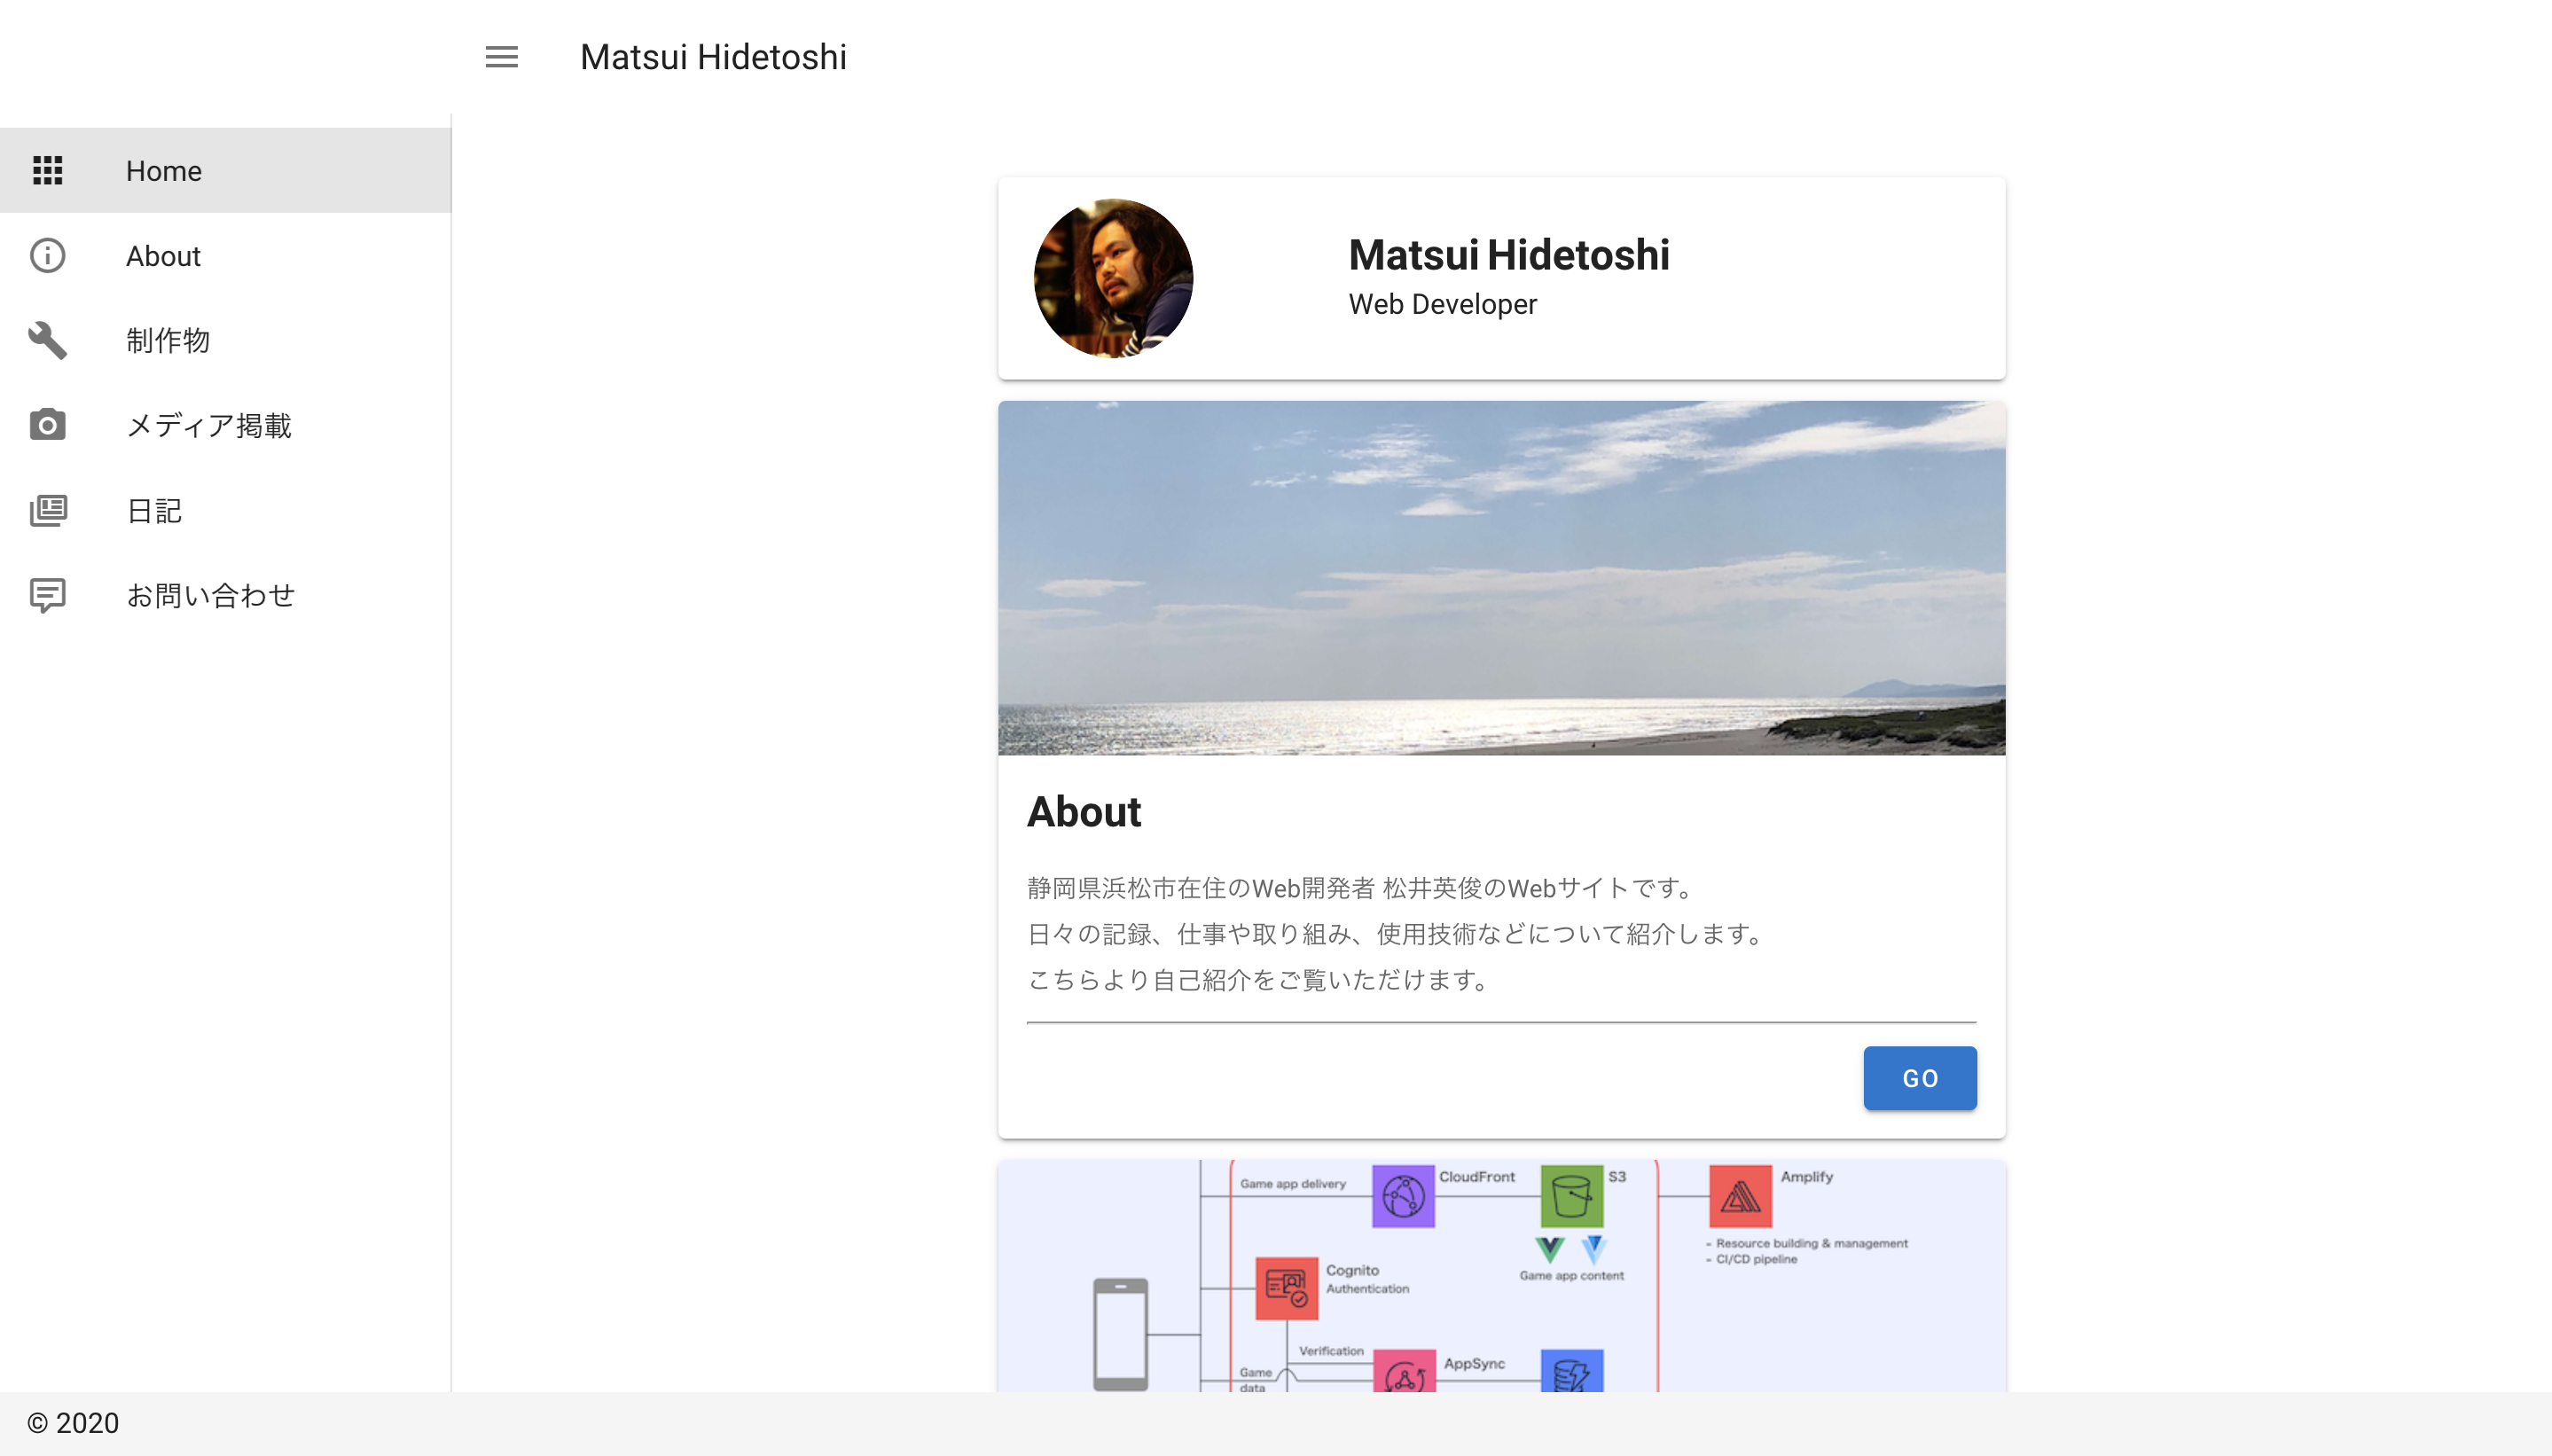 Matsui Hidetoshi
Home
About
制作物
メディア掲載
日記
お問い合わせ
Matsui Hidetoshi
Web Developer
About
静岡県浜松市在住のWeb開発者 松井英俊のWebサイトです。
日々の記録、仕事や取り組み、使用技術などについて紹介します。
こちらより自己紹介をご覧いただけます。
GO
Game app delivery
CloudFront
S3
Amplify
- Resource building & management
- CI/CD pipeline
Game app content
Cognito
Authentication
Verification
AppSync
Game
data
© 2020